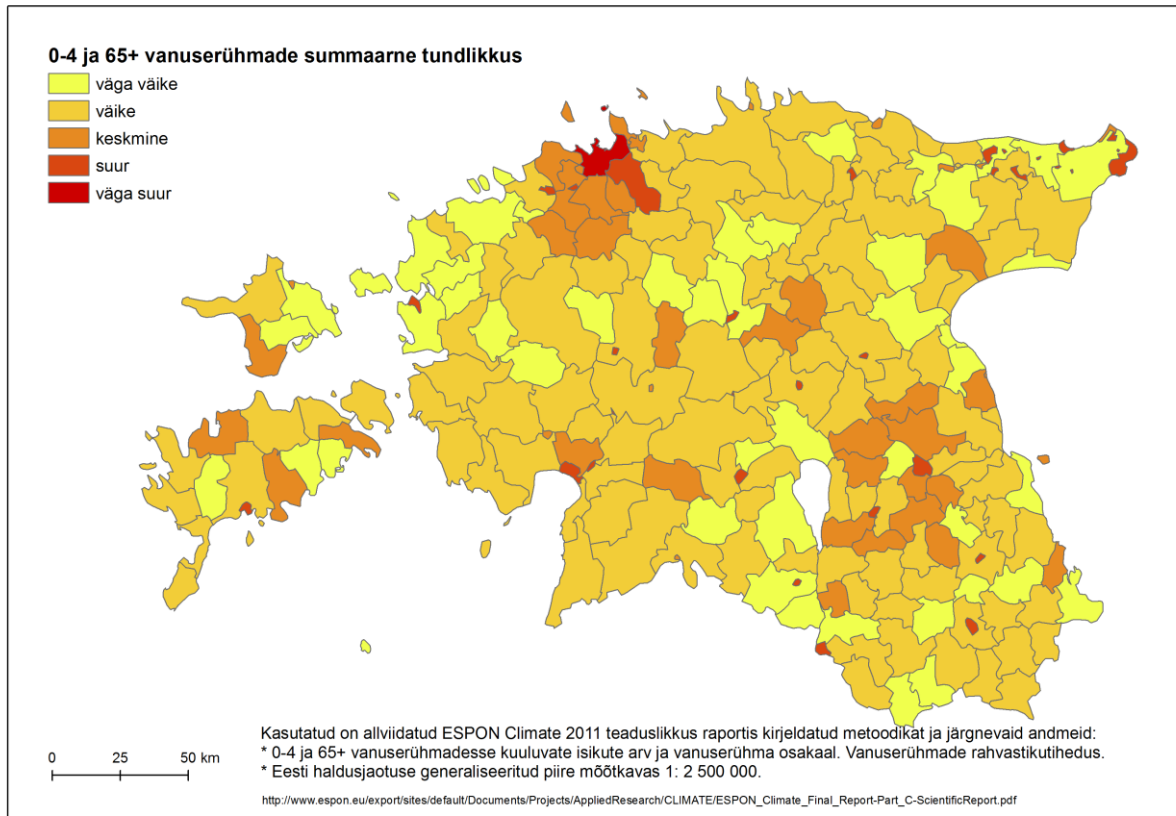 0-4 ja 65+ vanuserühmade summaarne tundlikkus
väga väike
väike
keskmine
suur
väga suur
Kasutatud on allviidatud ESPON Climate 2011 teaduslikkus raportis kirjeldatud metoodikat ja järgnevaid andmeid:
* 0-4 ja 65+ vanuserühmadesse kuuluvate isikute arv ja vanuserühma osakaal. Vanuserühmade rahvastikutihedus.
* Eesti haldusjaotuse generaliseeritud piire mõõtkavas 1: 2 500 000.
0 25 50 km
http://www.espon.eu/export/sites/default/Documents/Projects/AppliedResearch/CLIMATE/ESPON_Climate_Final_Report-Part_C-ScientificReport.pdf